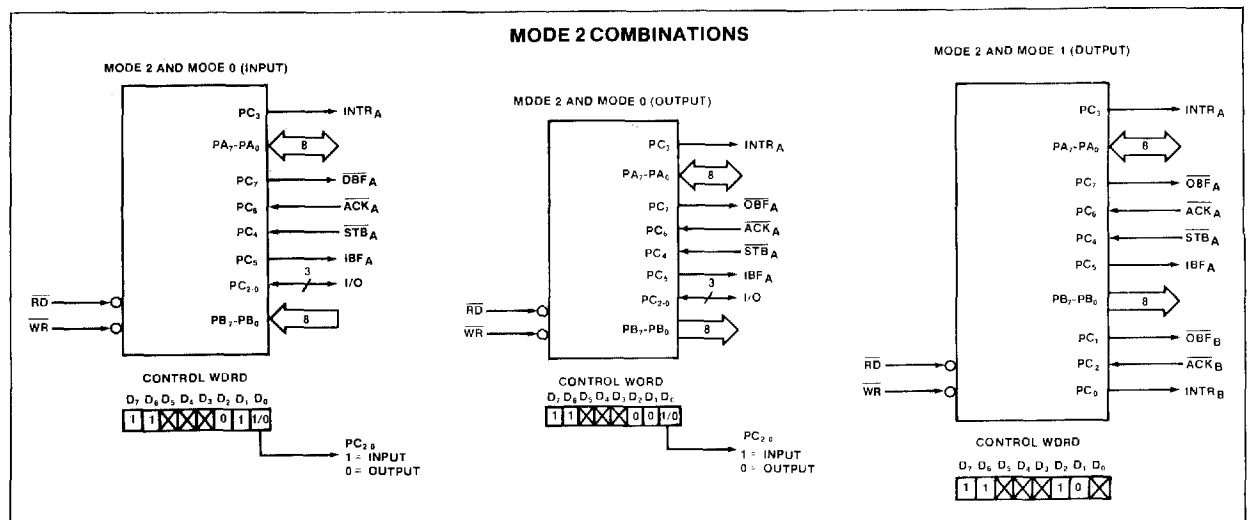 MODE 2 COMBINATIONS
MODE 2 AND MODE 0 (INPUT)
PC3 INTRA
PA7-PA0 8
PC7 DBFA
PC6 ACKA
PC4 STBA
PC5 IBFA
PC2-0 3 I/O
PB7-PB0 8
RD
WR
CONTROL WORD
D7 D6 D5 D4 D3 D2 D1 D0
1 1 X X X 0 1 1/0
PC2 0
1 = INPUT
0 = OUTPUT
MODE 2 AND MODE 0 (OUTPUT)
PC3 INTRA
PA7-PA0 8
PC7 OBFA
PC6 ACKA
PC4 STBA
PC5 IBFA
PC2-0 3 I/O
PB7-PB0 8
RD
WR
CONTROL WORD
D7 D6 D5 D4 D3 D2 D1 D0
1 1 X X X 0 0 1/0
PC2 0
1 = INPUT
0 = OUTPUT
MODE 2 AND MODE 1 (OUTPUT)
PC3 INTRA
PA7-PA0 8
PC7 OBFA
PC6 ACKA
PC4 STBA
PC5 IBFA
PB7-PB0 8
PC1 OBFB
PC2 ACKB
PC0 INTRB
RD
WR
CONTROL WORD
D7 D6 D5 D4 D3 D2 D1 D0
1 1 X X X 1 0 X